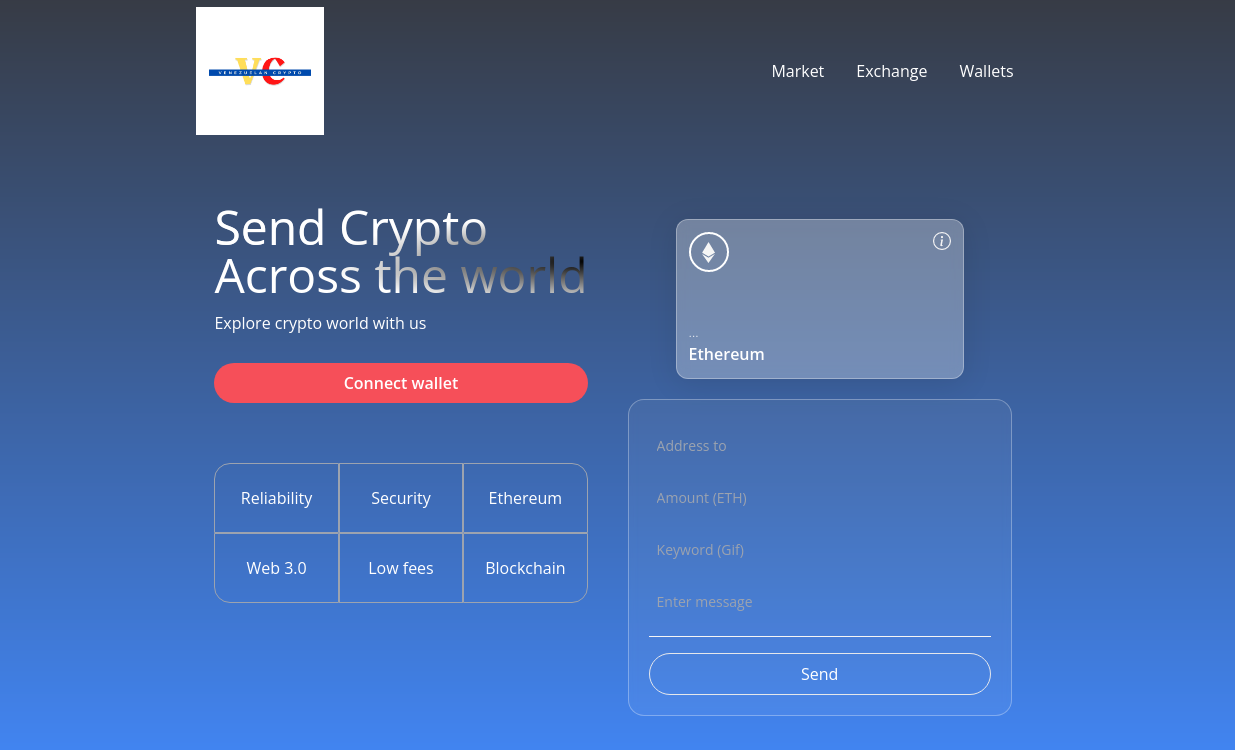 VC
VENEZUELAN CRYPTO
Market
Exchange
Wallets
Send Crypto
Across the world
Explore crypto world with us
Connect wallet
Reliability
Security
Ethereum
Web 3.0
Low fees
Blockchain
i
...
Ethereum
Address to
Amount (ETH)
Keyword (Gif)
Enter message
Send